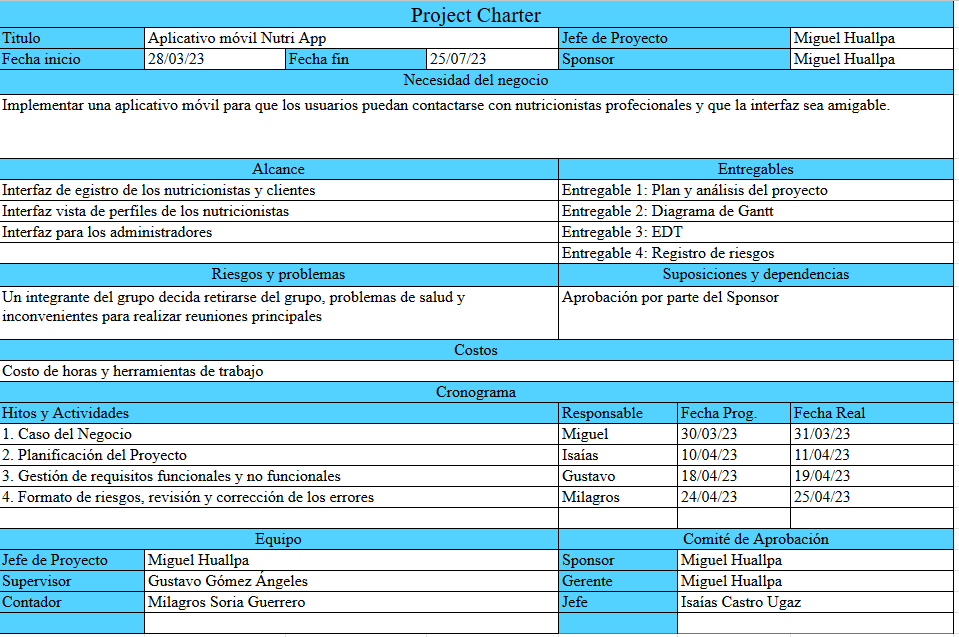 Project Charter
Titulo Aplicativo móvil Nutri App Jefe de Proyecto Miguel Huallpa
Fecha inicio 28/03/23 Fecha fin 25/07/23 Sponsor Miguel Huallpa
Necesidad del negocio
Implementar una aplicativo móvil para que los usuarios puedan contactarse con nutricionistas profecionales y que la interfaz sea amigable.
Alcance Entregables
Interfaz de egistro de los nutricionistas y clientes Entregable 1: Plan y análisis del proyecto
Interfaz vista de perfiles de los nutricionistas Entregable 2: Diagrama de Gantt
Interfaz para los administradores Entregable 3: EDT
Entregable 4: Registro de riesgos
Riesgos y problemas Suposiciones y dependencias
Un integrante del grupo decida retirarse del grupo, problemas de salud y Aprobación por parte del Sponsor
inconvenientes para realizar reuniones principales
Costos
Costo de horas y herramientas de trabajo
Cronograma
Hitos y Actividades Responsable Fecha Prog. Fecha Real
1. Caso del Negocio Miguel 30/03/23 31/03/23
2. Planificación del Proyecto Isaías 10/04/23 11/04/23
3. Gestión de requisitos funcionales y no funcionales Gustavo 18/04/23 19/04/23
4. Formato de riesgos, revisión y corrección de los errores Milagros 24/04/23 25/04/23
Equipo Comité de Aprobación
Jefe de Proyecto Miguel Huallpa Sponsor Miguel Huallpa
Supervisor Gustavo Gómez Ángeles Gerente Miguel Huallpa
Contador Milagros Soria Guerrero Jefe Isaías Castro Ugaz